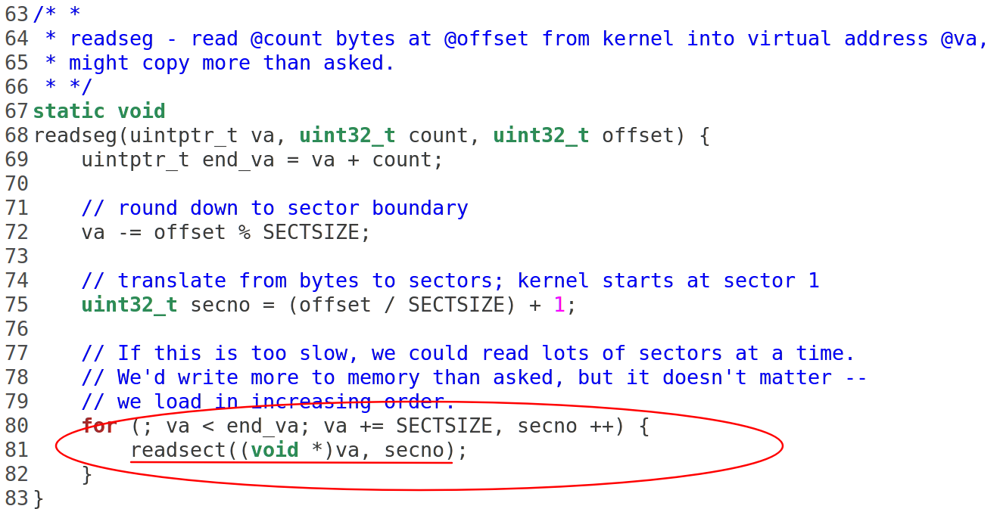 63 /* *
64  * readseg - read @count bytes at @offset from kernel into virtual address @va,
65  * might copy more than asked.
66  * */
67 static void
68 readseg(uintptr_t va, uint32_t count, uint32_t offset) {
69     uintptr_t end_va = va + count;
70
71     // round down to sector boundary
72     va -= offset % SECTSIZE;
73
74     // translate from bytes to sectors; kernel starts at sector 1
75     uint32_t secno = (offset / SECTSIZE) + 1;
76
77     // If this is too slow, we could read lots of sectors at a time.
78     // We'd write more to memory than asked, but it doesn't matter --
79     // we load in increasing order.
80     for (; va < end_va; va += SECTSIZE, secno ++) {
81         readsect((void *)va, secno);
82     }
83 }